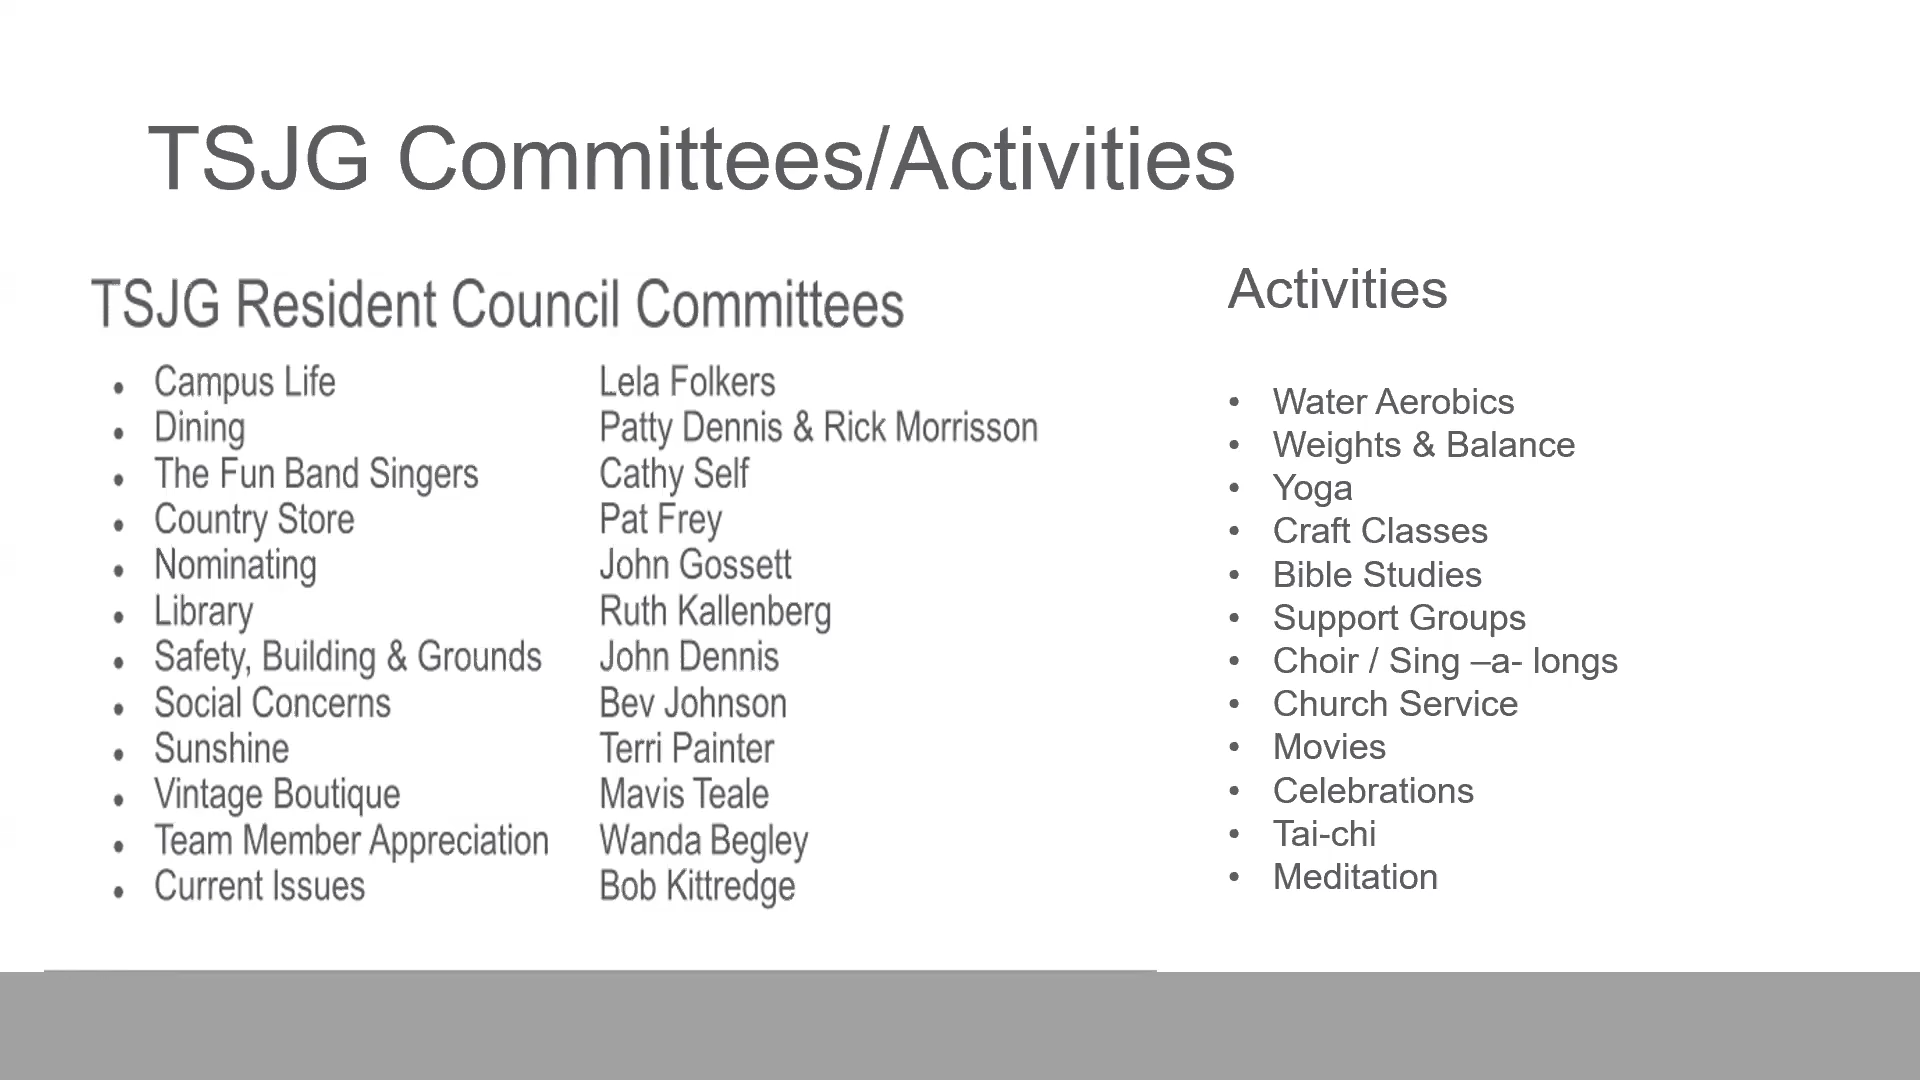 TSJG Committees/Activities
TSJG Resident Council Committees
• Campus Life Lela Folkers
• Dining Patty Dennis & Rick Morrisson
• The Fun Band Singers Cathy Self
• Country Store Pat Frey
• Nominating John Gossett
• Library Ruth Kallenberg
• Safety, Building & Grounds John Dennis
• Social Concerns Bev Johnson
• Sunshine Terri Painter
• Vintage Boutique Mavis Teale
• Team Member Appreciation Wanda Begley
• Current Issues Bob Kittredge
Activities
• Water Aerobics
• Weights & Balance
• Yoga
• Craft Classes
• Bible Studies
• Support Groups
• Choir / Sing –a- longs
• Church Service
• Movies
• Celebrations
• Tai-chi
• Meditation